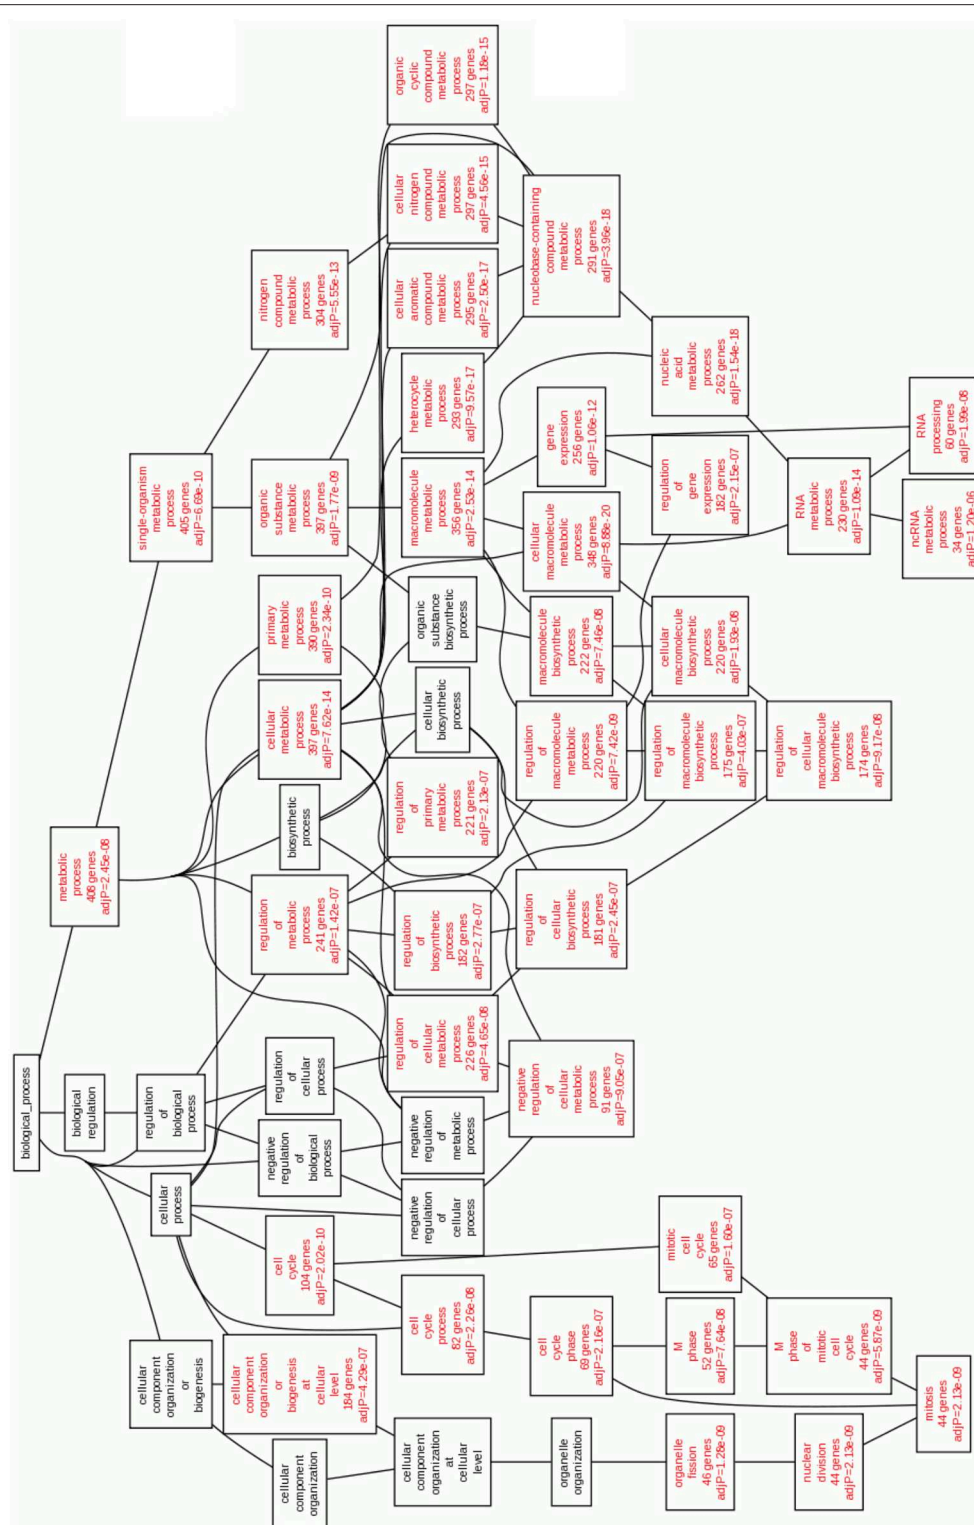 biological_process
metabolic
process
408 genes
adjP=2.45e-08
biological
regulation
regulation
of
biological
process
cellular
process
cellular
component
organization
or
biogenesis
single-organism
metabolic
process
405 genes
adjP=6.69e-10
nitrogen
compound
metabolic
process
304 genes
adjP=5.55e-13
organic
substance
metabolic
process
397 genes
adjP=1.77e-09
primary
metabolic
process
390 genes
adjP=2.34e-10
cellular
metabolic
process
397 genes
adjP=7.62e-14
biosynthetic
process
regulation
of
metabolic
process
241 genes
adjP=1.42e-07
regulation
of
cellular
process
negative
regulation
of
biological
process
cell
cycle
104 genes
adjP=2.02e-10
cellular
component
organization
or
biogenesis
at
cellular
level
184 genes
adjP=4.29e-07
cellular
component
organization
organic
cyclic
compound
metabolic
process
297 genes
adjP=1.18e-15
cellular
nitrogen
compound
metabolic
process
297 genes
adjP=4.56e-15
cellular
aromatic
compound
metabolic
process
295 genes
adjP=2.50e-17
heterocycle
metabolic
process
293 genes
adjP=9.57e-17
macromolecule
metabolic
process
356 genes
adjP=2.53e-14
organic
substance
biosynthetic
process
cellular
biosynthetic
process
regulation
of
primary
metabolic
process
221 genes
adjP=2.13e-07
regulation
of
biosynthetic
process
182 genes
adjP=2.77e-07
regulation
of
cellular
metabolic
process
226 genes
adjP=4.65e-08
negative
regulation
of
metabolic
process
negative
regulation
of
cellular
process
cell
cycle
process
82 genes
adjP=2.26e-08
cellular
component
organization
at
cellular
level
nucleobase-containing
compound
metabolic
process
291 genes
adjP=3.96e-18
gene
expression
256 genes
adjP=1.06e-12
cellular
macromolecule
metabolic
process
348 genes
adjP=8.88e-20
macromolecule
biosynthetic
process
222 genes
adjP=7.46e-08
regulation
of
macromolecule
metabolic
process
220 genes
adjP=7.42e-09
regulation
of
cellular
biosynthetic
process
181 genes
adjP=2.45e-07
negative
regulation
of
cellular
metabolic
process
91 genes
adjP=9.05e-07
cell
cycle
phase
69 genes
adjP=2.16e-07
organelle
organization
nucleic
acid
metabolic
process
262 genes
adjP=1.54e-18
regulation
of
gene
expression
182 genes
adjP=2.15e-07
cellular
macromolecule
biosynthetic
process
220 genes
adjP=1.93e-08
regulation
of
macromolecule
biosynthetic
process
175 genes
adjP=4.03e-07
mitotic
cell
cycle
65 genes
adjP=1.60e-07
M
phase
52 genes
adjP=7.64e-08
organelle
fission
46 genes
adjP=1.28e-09
RNA
metabolic
process
230 genes
adjP=1.09e-14
regulation
of
cellular
macromolecule
biosynthetic
process
174 genes
adjP=9.17e-08
M
phase
of
mitotic
cell
cycle
44 genes
adjP=5.87e-09
nuclear
division
44 genes
adjP=2.13e-09
RNA
processing
60 genes
adjP=1.99e-08
ncRNA
metabolic
process
34 genes
adjP=1.20e-06
mitosis
44 genes
adjP=2.13e-09